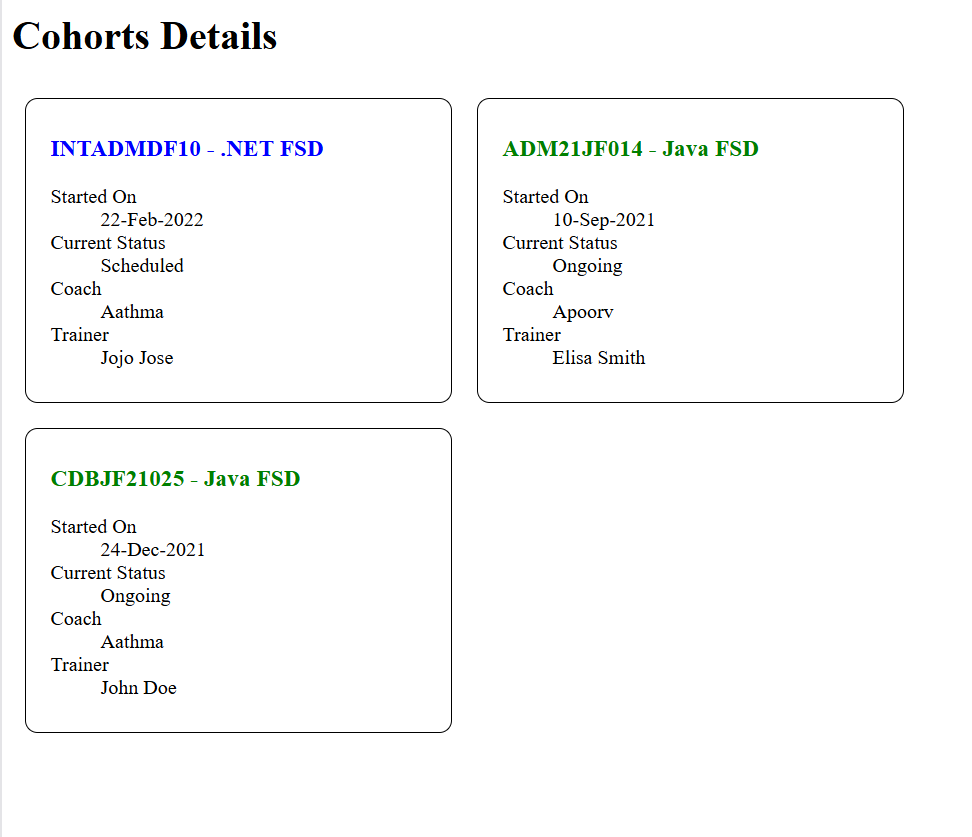 Cohorts Details
INTADMDF10 - .NET FSD
Started On
22-Feb-2022
Current Status
Scheduled
Coach
Aathma
Trainer
Jojo Jose
ADM21JF014 - Java FSD
Started On
10-Sep-2021
Current Status
Ongoing
Coach
Apoorv
Trainer
Elisa Smith
CDBJF21025 - Java FSD
Started On
24-Dec-2021
Current Status
Ongoing
Coach
Aathma
Trainer
John Doe